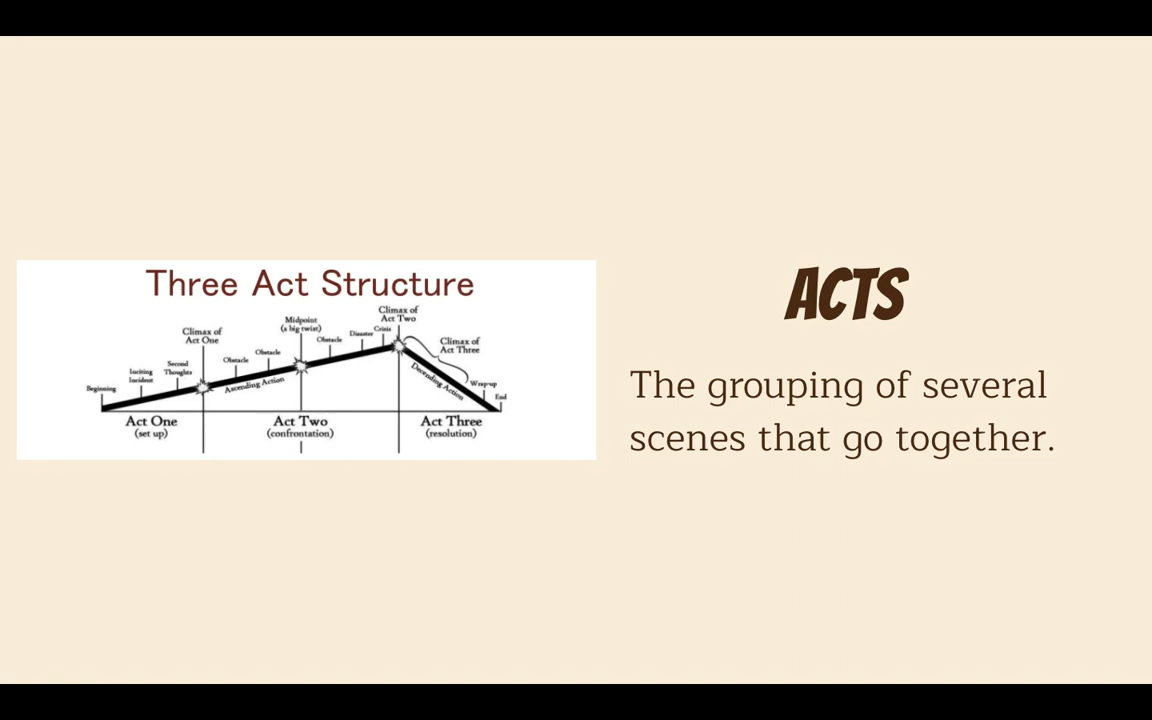 Three Act Structure
Climax of
Act Two
Midpoint
(a big twist)
Crisis
Climax of
Act One
Disaster
Obstacle
Climax of
Act Three
Obstacle
Obstacle
Second
Thoughts
Inciting
Incident
Beginning
Ascending Action
Descending Action
Wrap-up
End
Act One
(set up)
Act Two
(confrontation)
Act Three
(resolution)
ACTS
The grouping of several
scenes that go together.